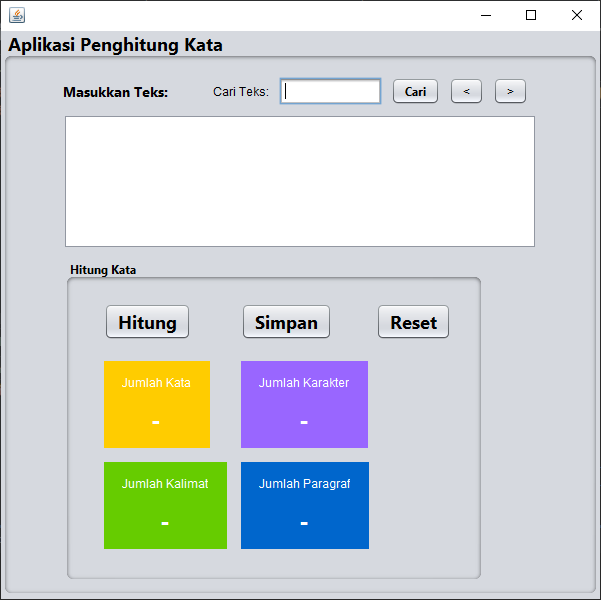 Aplikasi Penghitung Kata
Masukkan Teks: Cari Teks: Cari < >
Hitung Kata
Hitung Simpan Reset
Jumlah Kata Jumlah Karakter
- -
Jumlah Kalimat Jumlah Paragraf
- -